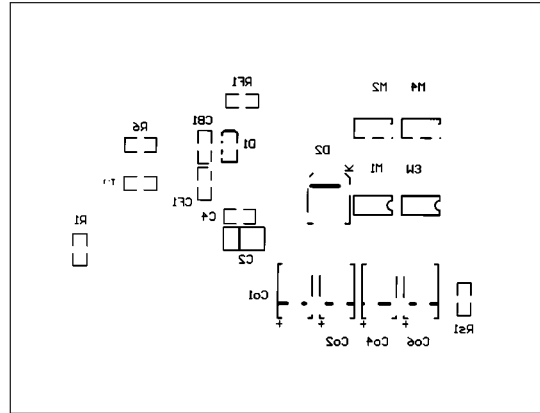 RF1
M2 M4
R6
CB1
D1
D2
K
M1 M3
CF1
C4
R1
C2
Co1
+ + + +
Co2 Co4 Co6
Rs1